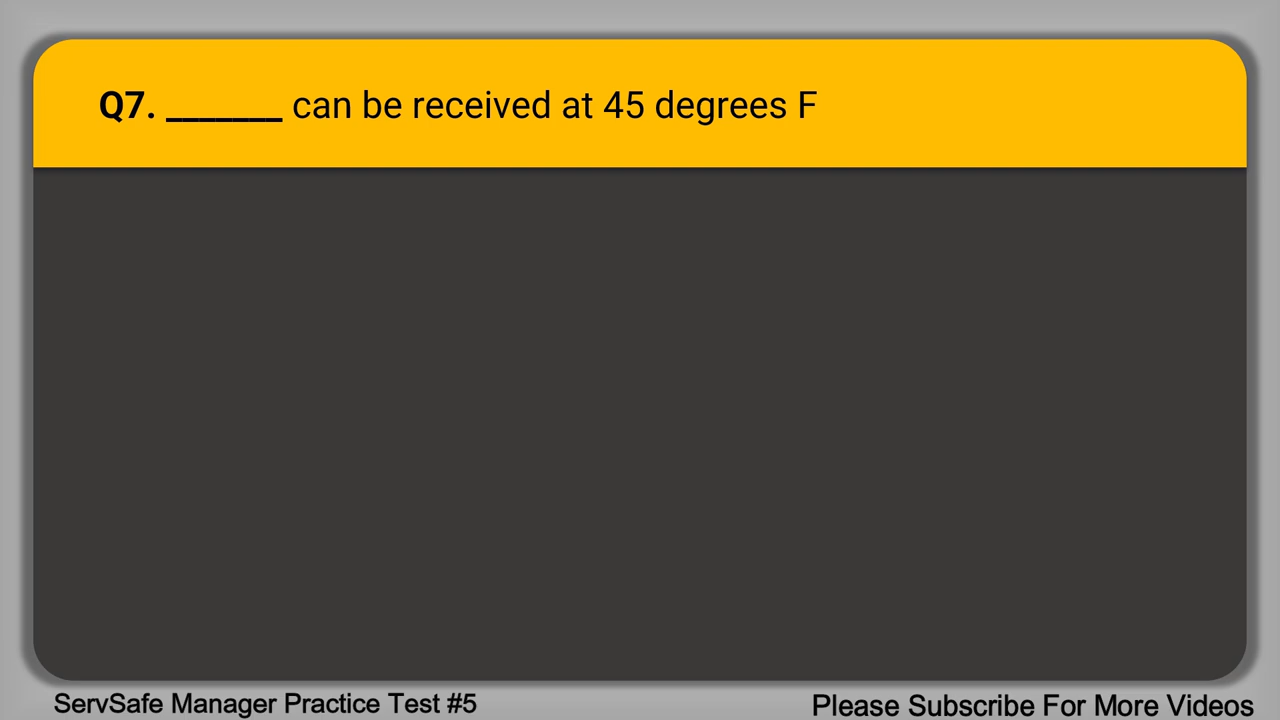 Q7. _______ can be received at 45 degrees F
ServSafe Manager Practice Test #5
Please Subscribe For More Videos